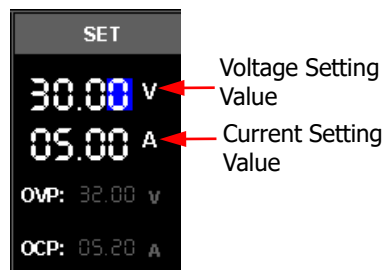 SET
30.00 V
Voltage Setting
Value
05.00 A
Current Setting
Value
OVP: 32.00 V
OCP: 05.20 A